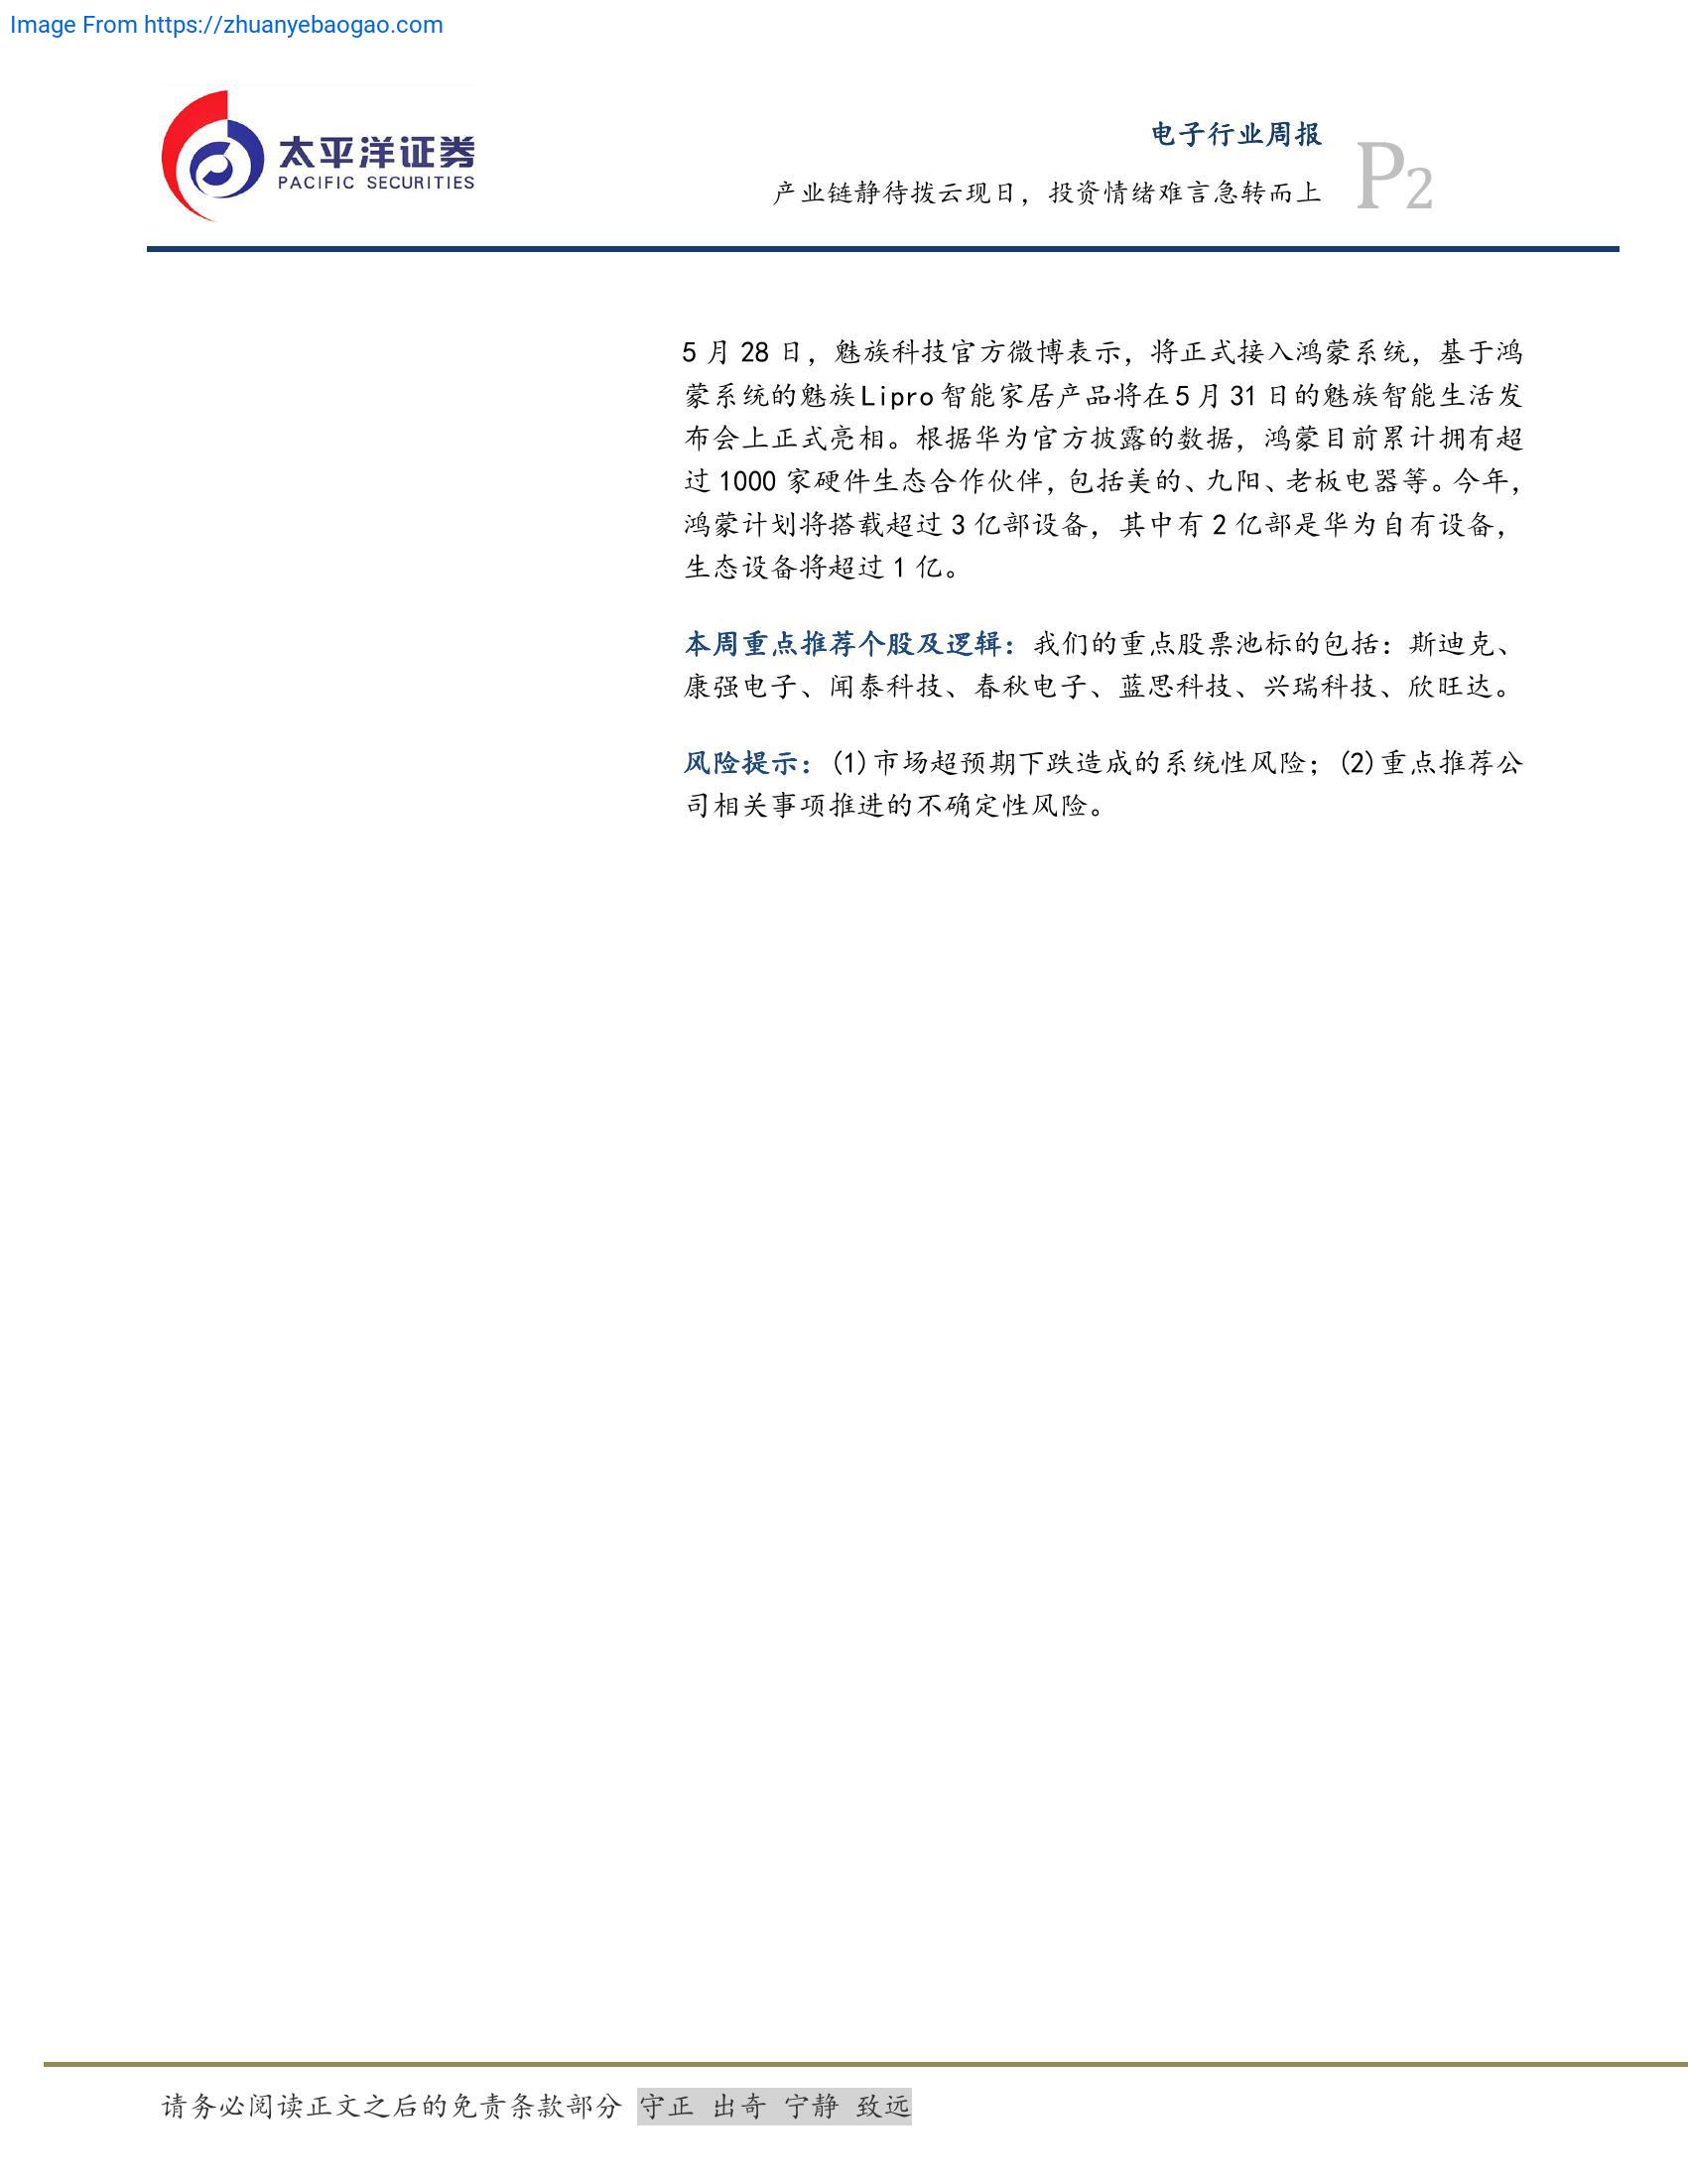 Image From https://zhuanyebaogao.com
太平洋证券
PACIFIC SECURITIES
电子行业周报
产业链静待拨云现日，投资情绪难言急转而上
P2
5 月 28 日，魅族科技官方微博表示，将正式接入鸿蒙系统，基于鸿
蒙系统的魅族Lipro 智能家居产品将在 5 月 31 日的魅族智能生活发
布会上正式亮相。根据华为官方披露的数据，鸿蒙目前累计拥有超
过 1000 家硬件生态合作伙伴，包括美的、九阳、老板电器等。今年，
鸿蒙计划将搭载超过 3 亿部设备，其中有 2 亿部是华为自有设备，
生态设备将超过 1 亿。
本周重点推荐个股及逻辑：我们的重点股票池标的包括：斯迪克、
康强电子、闻泰科技、春秋电子、蓝思科技、兴瑞科技、欣旺达。
风险提示：(1)市场超预期下跌造成的系统性风险；(2)重点推荐公
司相关事项推进的不确定性风险。
请务必阅读正文之后的免责条款部分 守正 出奇 宁静 致远